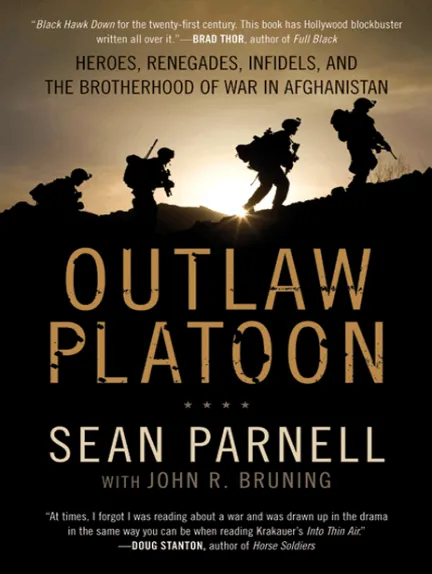 "Black Hawk Down for the twenty-first century. This book has Hollywood blockbuster
written all over it."—BRAD THOR, author of Full Black
HEROES, RENEGADES, INFIDELS, AND
THE BROTHERHOOD OF WAR IN AFGHANISTAN
OUTLAW
PLATOON
★ ★ ★ ★
SEAN PARNELL
WITH JOHN R. BRUNING
"At times, I forgot I was reading about a war and was drawn up in the drama
in the same way you can be when reading Krakauer's Into Thin Air."
—DOUG STANTON, author of Horse Soldiers